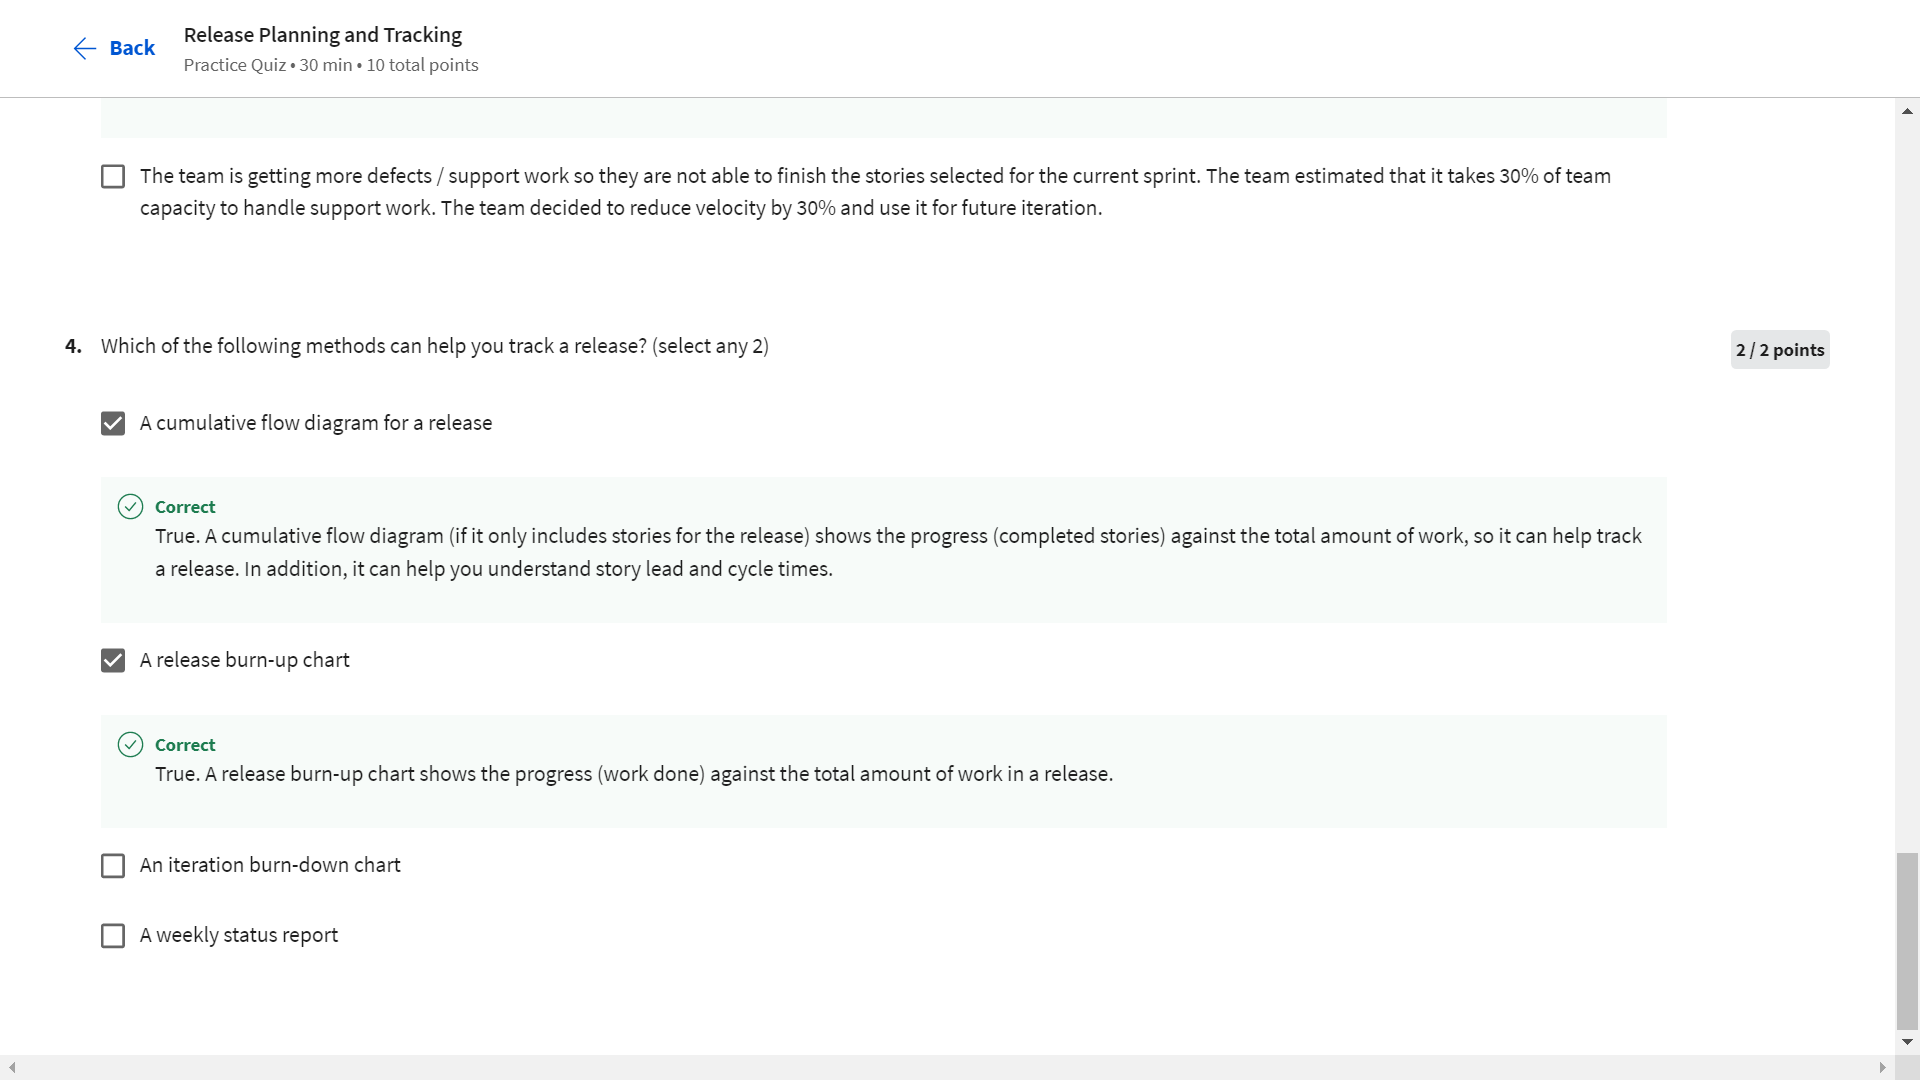 Back
Release Planning and Tracking
Practice Quiz • 30 min • 10 total points
The team is getting more defects / support work so they are not able to finish the stories selected for the current sprint. The team estimated that it takes 30% of team
capacity to handle support work. The team decided to reduce velocity by 30% and use it for future iteration.
4. Which of the following methods can help you track a release? (select any 2)
2 / 2 points
A cumulative flow diagram for a release
Correct
True. A cumulative flow diagram (if it only includes stories for the release) shows the progress (completed stories) against the total amount of work, so it can help track
a release. In addition, it can help you understand story lead and cycle times.
A release burn-up chart
Correct
True. A release burn-up chart shows the progress (work done) against the total amount of work in a release.
An iteration burn-down chart
A weekly status report